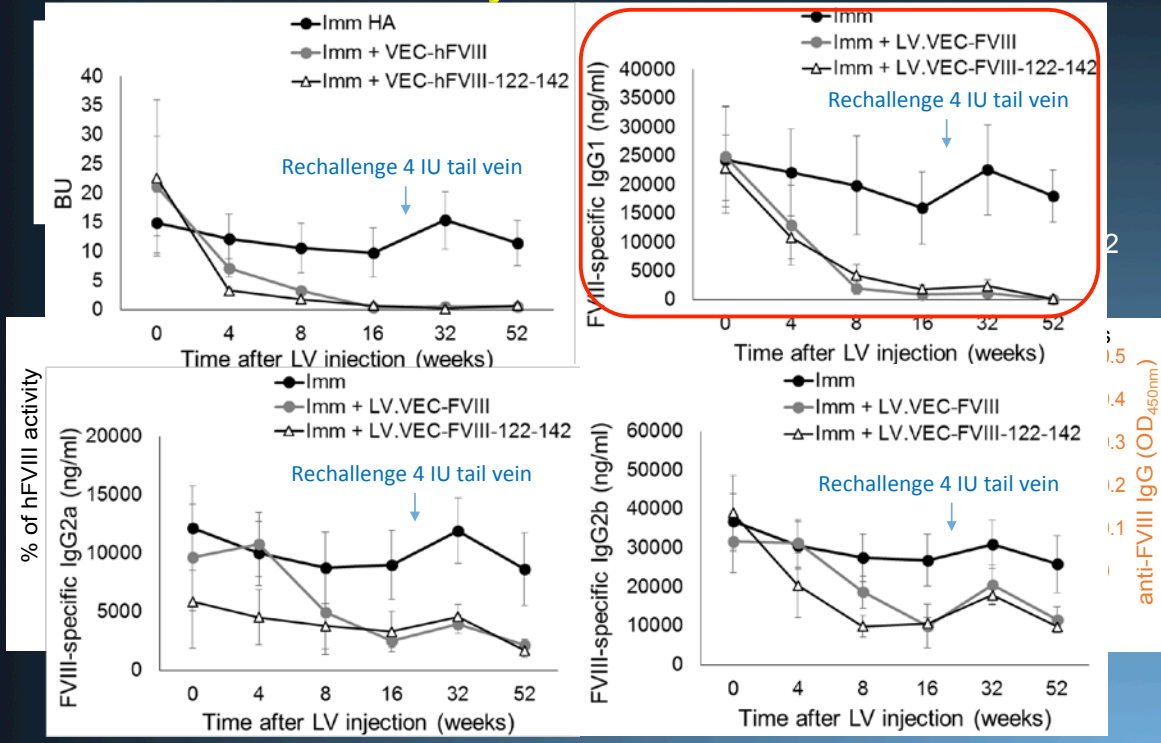 Imm HA
Imm + VEC-hFVIII
Imm + VEC-hFVIII-122-142
40
35
30
25
20
15
10
5
0
BU
Rechallenge 4 IU tail vein
0 4 8 16 32 52
Time after LV injection (weeks)
Imm
Imm + LV.VEC-FVIII
Imm + LV.VEC-FVIII-122-142
40000
35000
30000
25000
20000
15000
10000
5000
0
FVIII-specific IgG1 (ng/ml)
Rechallenge 4 IU tail vein
0 4 8 16 32 52
Time after LV injection (weeks)
2
% of hFVIII activity
Imm
Imm + LV.VEC-FVIII
Imm + LV.VEC-FVIII-122-142
20000
15000
10000
5000
0
FVIII-specific IgG2a (ng/ml)
Rechallenge 4 IU tail vein
0 4 8 16 32 52
Time after LV injection (weeks)
Imm
Imm + LV.VEC-FVIII
Imm + LV.VEC-FVIII-122-142
60000
50000
40000
30000
20000
10000
0
FVIII-specific IgG2b (ng/ml)
Rechallenge 4 IU tail vein
0 4 8 16 32 52
Time after LV injection (weeks)
.5
.4
.3
.2
.1
anti-FVIII IgG (OD450nm)